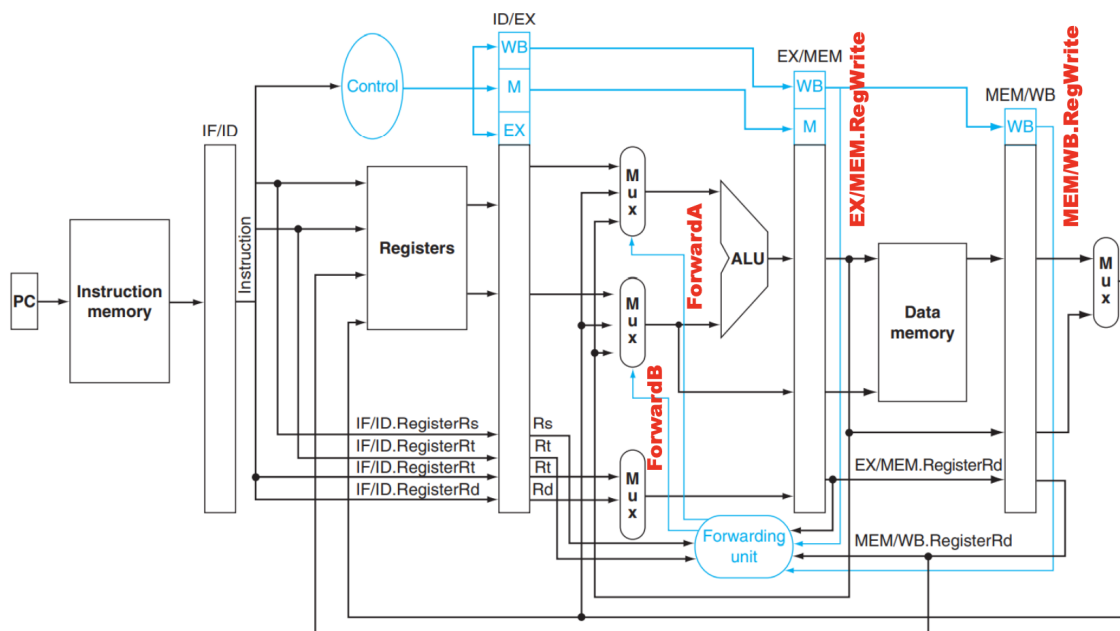 ID/EX
WB
M
EX
Control
IF/ID
EX/MEM
WB
M
EX/MEM.RegWrite
MEM/WB
WB
MEM/WB.RegWrite
PC
Instruction
memory
Instruction
Registers
M
u
x
M
u
x
ForwardA
ForwardB
ALU
Data
memory
M
u
x
IF/ID.RegisterRs
IF/ID.RegisterRt
IF/ID.RegisterRt
IF/ID.RegisterRd
Rs
Rt
Rt
Rd
M
u
x
EX/MEM.RegisterRd
Forwarding
unit
MEM/WB.RegisterRd